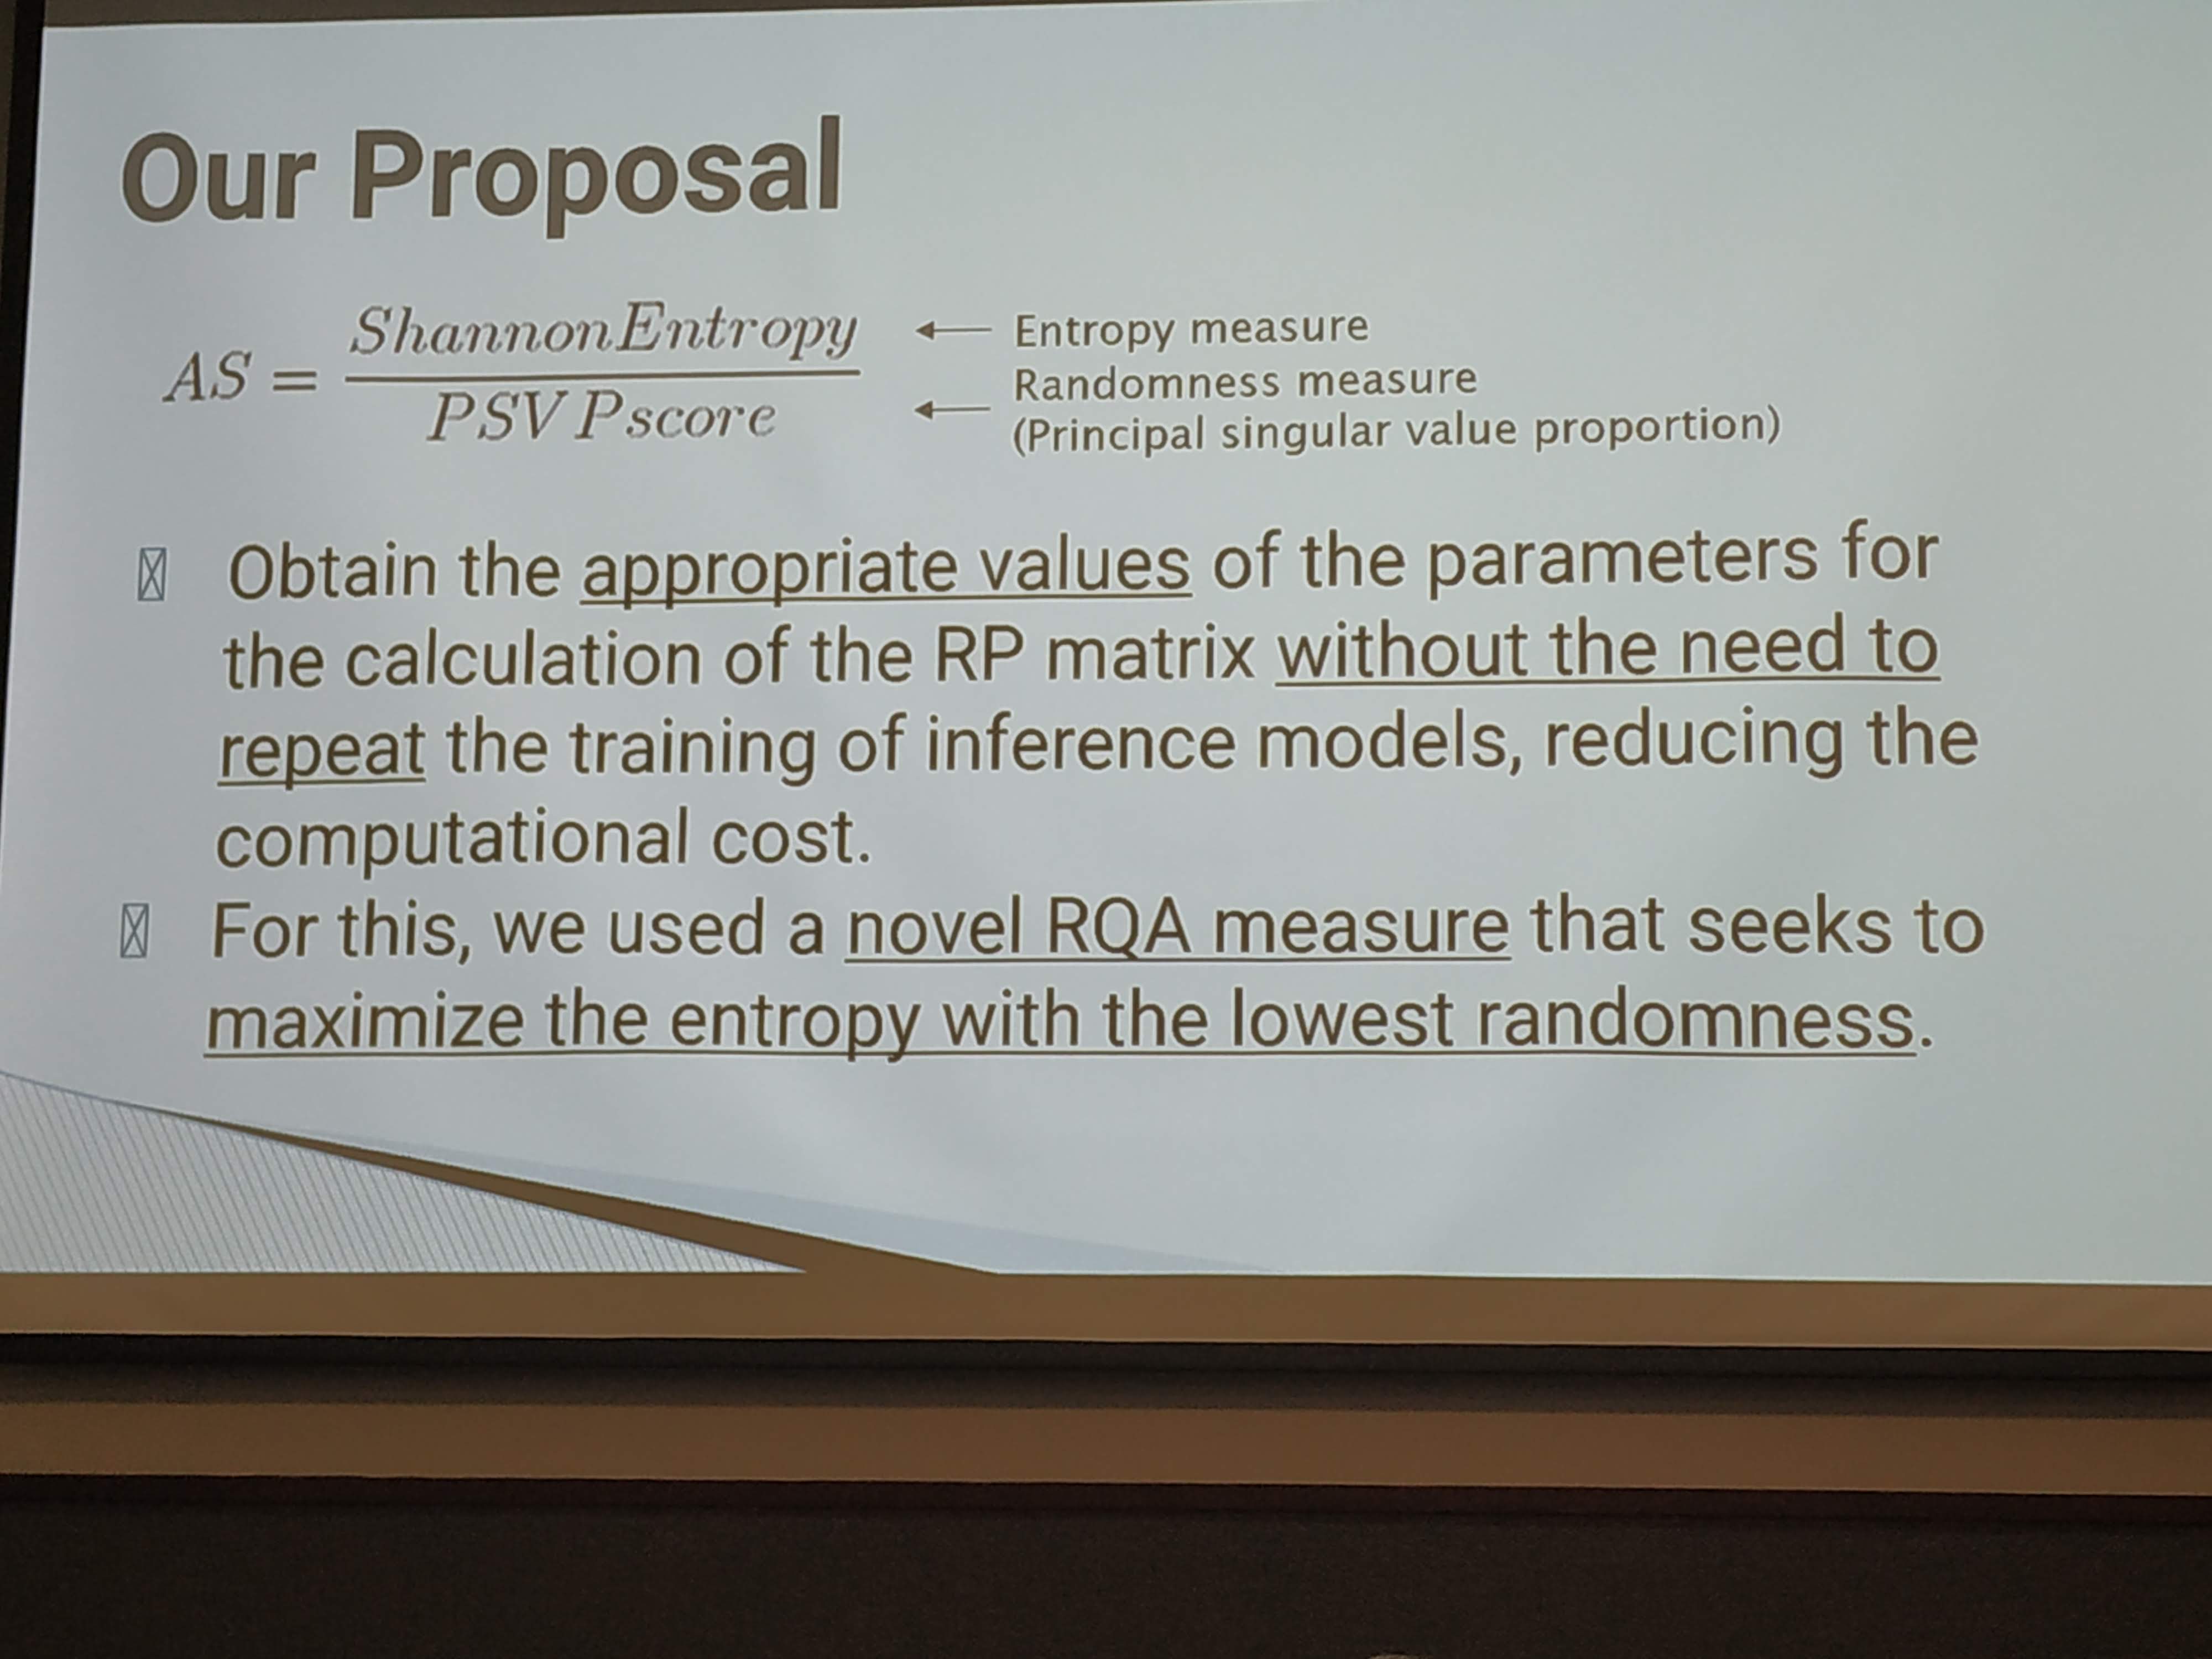 Our Proposal
AS = ShannonEntropy / PSVPscore
← Entropy measure
← Randomness measure
(Principal singular value proportion)
Obtain the appropriate values of the parameters for
the calculation of the RP matrix without the need to
repeat the training of inference models, reducing the
computational cost.
For this, we used a novel RQA measure that seeks to
maximize the entropy with the lowest randomness.